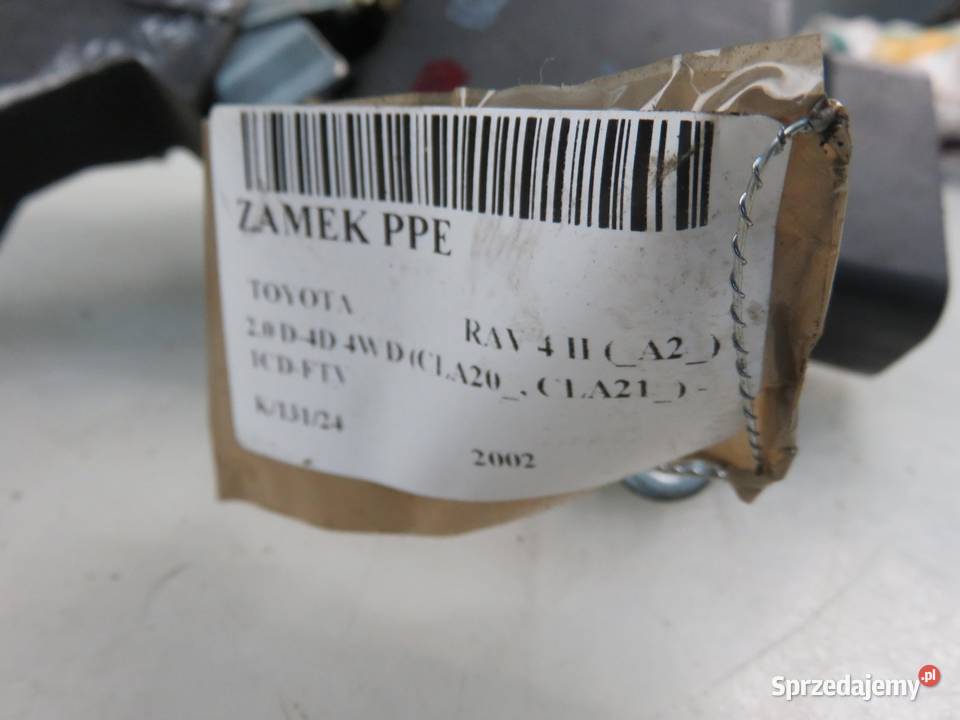 ZAMEK PPE
TOYOTA
RAV 4 II (_A2_)
2.0 D-4D 4WD (CLA20_, CLA21_) -
1CD-FTV
K/131/24
2002
Sprzedajemy.pl